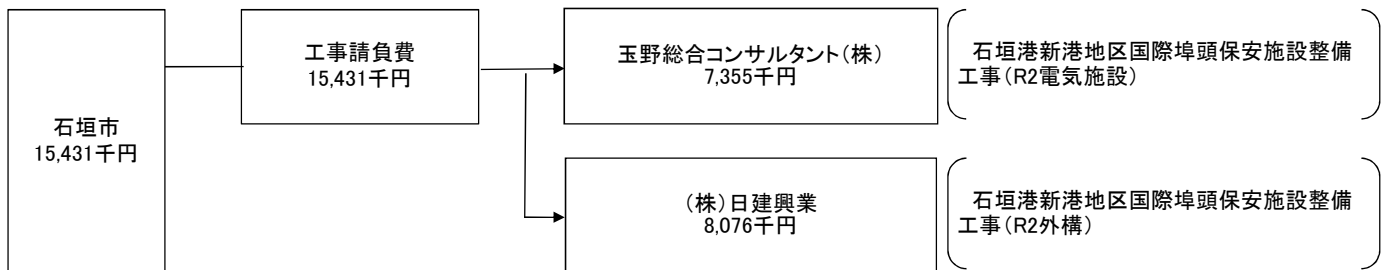 石垣市
15,431千円
工事請負費
15,431千円
玉野総合コンサルタント(株)
7,355千円
石垣港新港地区国際埠頭保安施設整備
工事(R2電気施設)
(株)日建興業
8,076千円
石垣港新港地区国際埠頭保安施設整備
工事(R2外構)